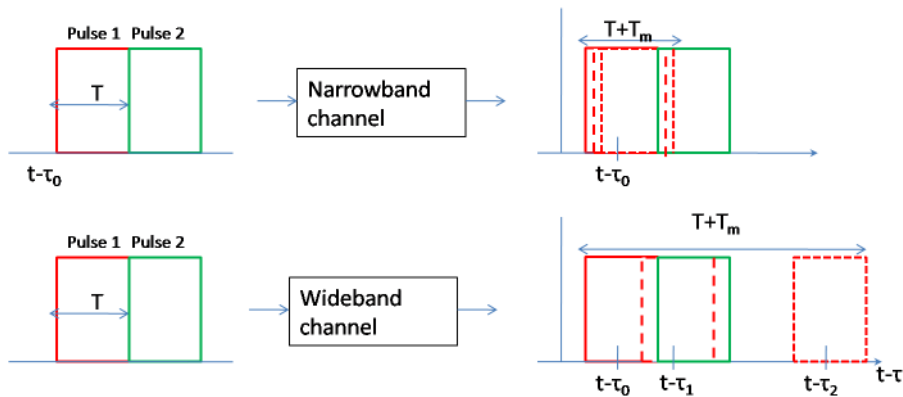 Pulse 1 Pulse 2
T
t-τ₀
Narrowband
channel
T+Tₘ
t-τ₀
Pulse 1 Pulse 2
T
Wideband
channel
T+Tₘ
t-τ₀
t-τ₁
t-τ₂
t-τ